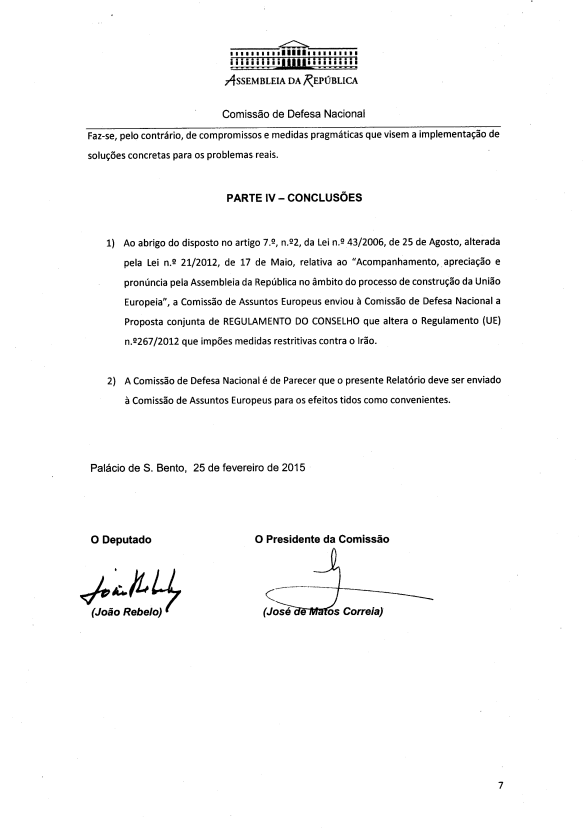 ASSEMBLEIA DA REPÚBLICA
Comissão de Defesa Nacional
Faz-se, pelo contrário, de compromissos e medidas pragmáticas que visem a implementação de
soluções concretas para os problemas reais.
PARTE IV – CONCLUSÕES
1) Ao abrigo do disposto no artigo 7.º, n.º2, da Lei n.º 43/2006, de 25 de Agosto, alterada
pela Lei n.º 21/2012, de 17 de Maio, relativa ao “Acompanhamento, apreciação e
pronúncia pela Assembleia da República no âmbito do processo de construção da União
Europeia”, a Comissão de Assuntos Europeus enviou à Comissão de Defesa Nacional a
Proposta conjunta de REGULAMENTO DO CONSELHO que altera o Regulamento (UE)
n.º267/2012 que impões medidas restritivas contra o Irão.
2) A Comissão de Defesa Nacional é de Parecer que o presente Relatório deve ser enviado
à Comissão de Assuntos Europeus para os efeitos tidos como convenientes.
Palácio de S. Bento, 25 de fevereiro de 2015
O Deputado O Presidente da Comissão
João Rebelo
(João Rebelo) (José de Matos Correia)
7